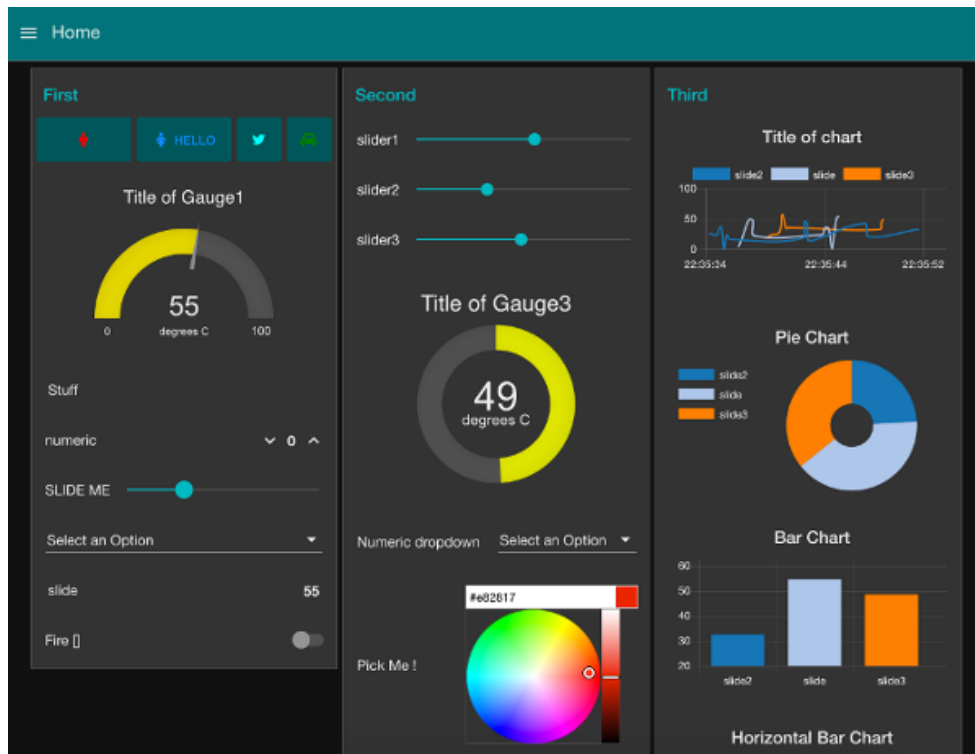 Home
First
HELLO
Title of Gauge1
55
degrees C
0
100
Stuff
numeric
0
SLIDE ME
Select an Option
slide
55
Fire []
Second
slider1
slider2
slider3
Title of Gauge3
49
degrees C
Numeric dropdown
Select an Option
#e82817
Pick Me !
Third
Title of chart
slide2 slide slide3
100
50
0
22:35:24 22:35:44 22:35:52
Pie Chart
slide2
slide
slide3
Bar Chart
60
50
40
30
20
slide2 slide slide3
Horizontal Bar Chart